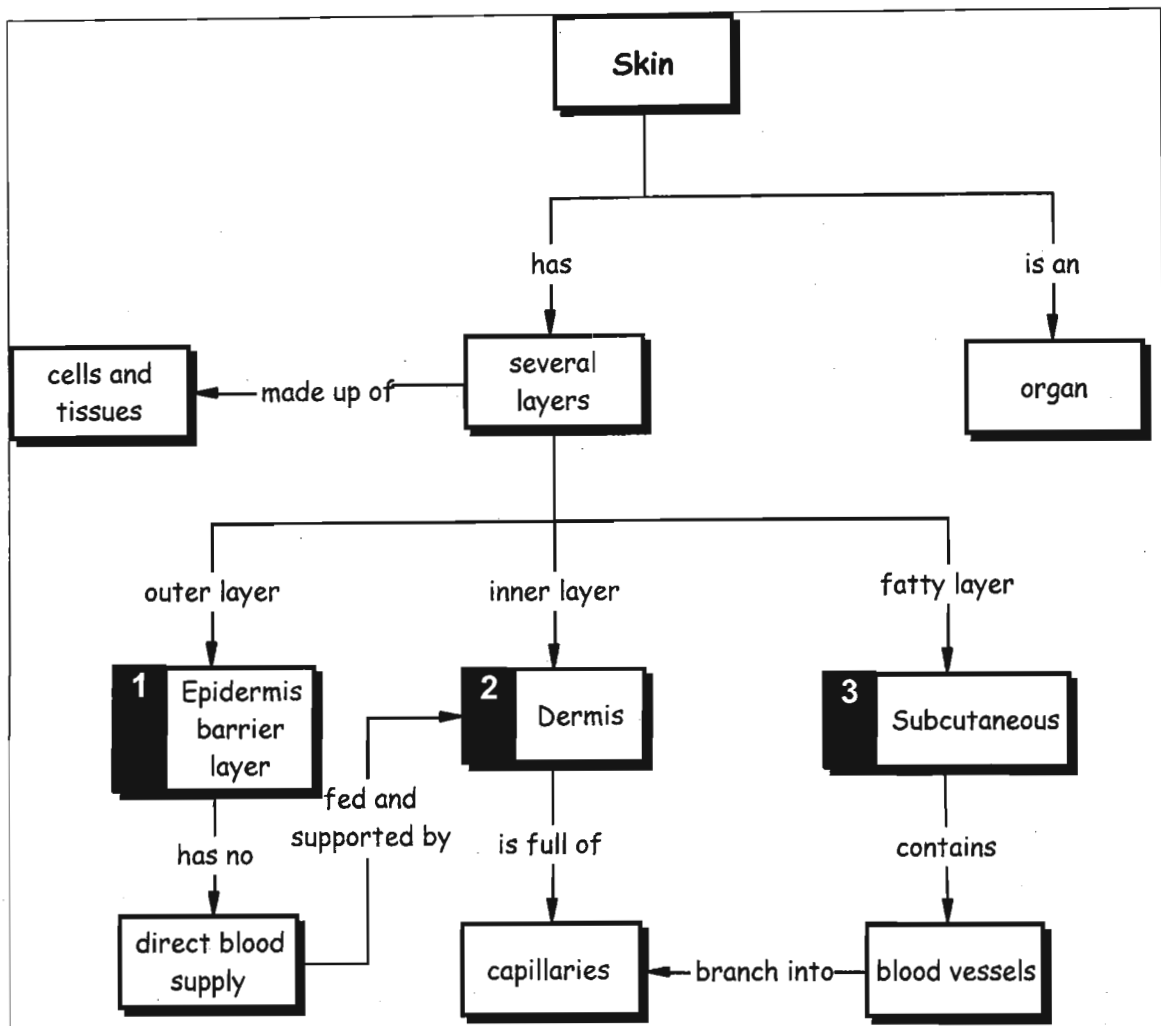 Skin
has
is an
cells and
tissues
made up of
several
layers
organ
outer layer
inner layer
fatty layer
1
Epidermis
barrier
layer
2
Dermis
3
Subcutaneous
fed and
supported by
has no
is full of
contains
direct blood
supply
capillaries
branch into
blood vessels